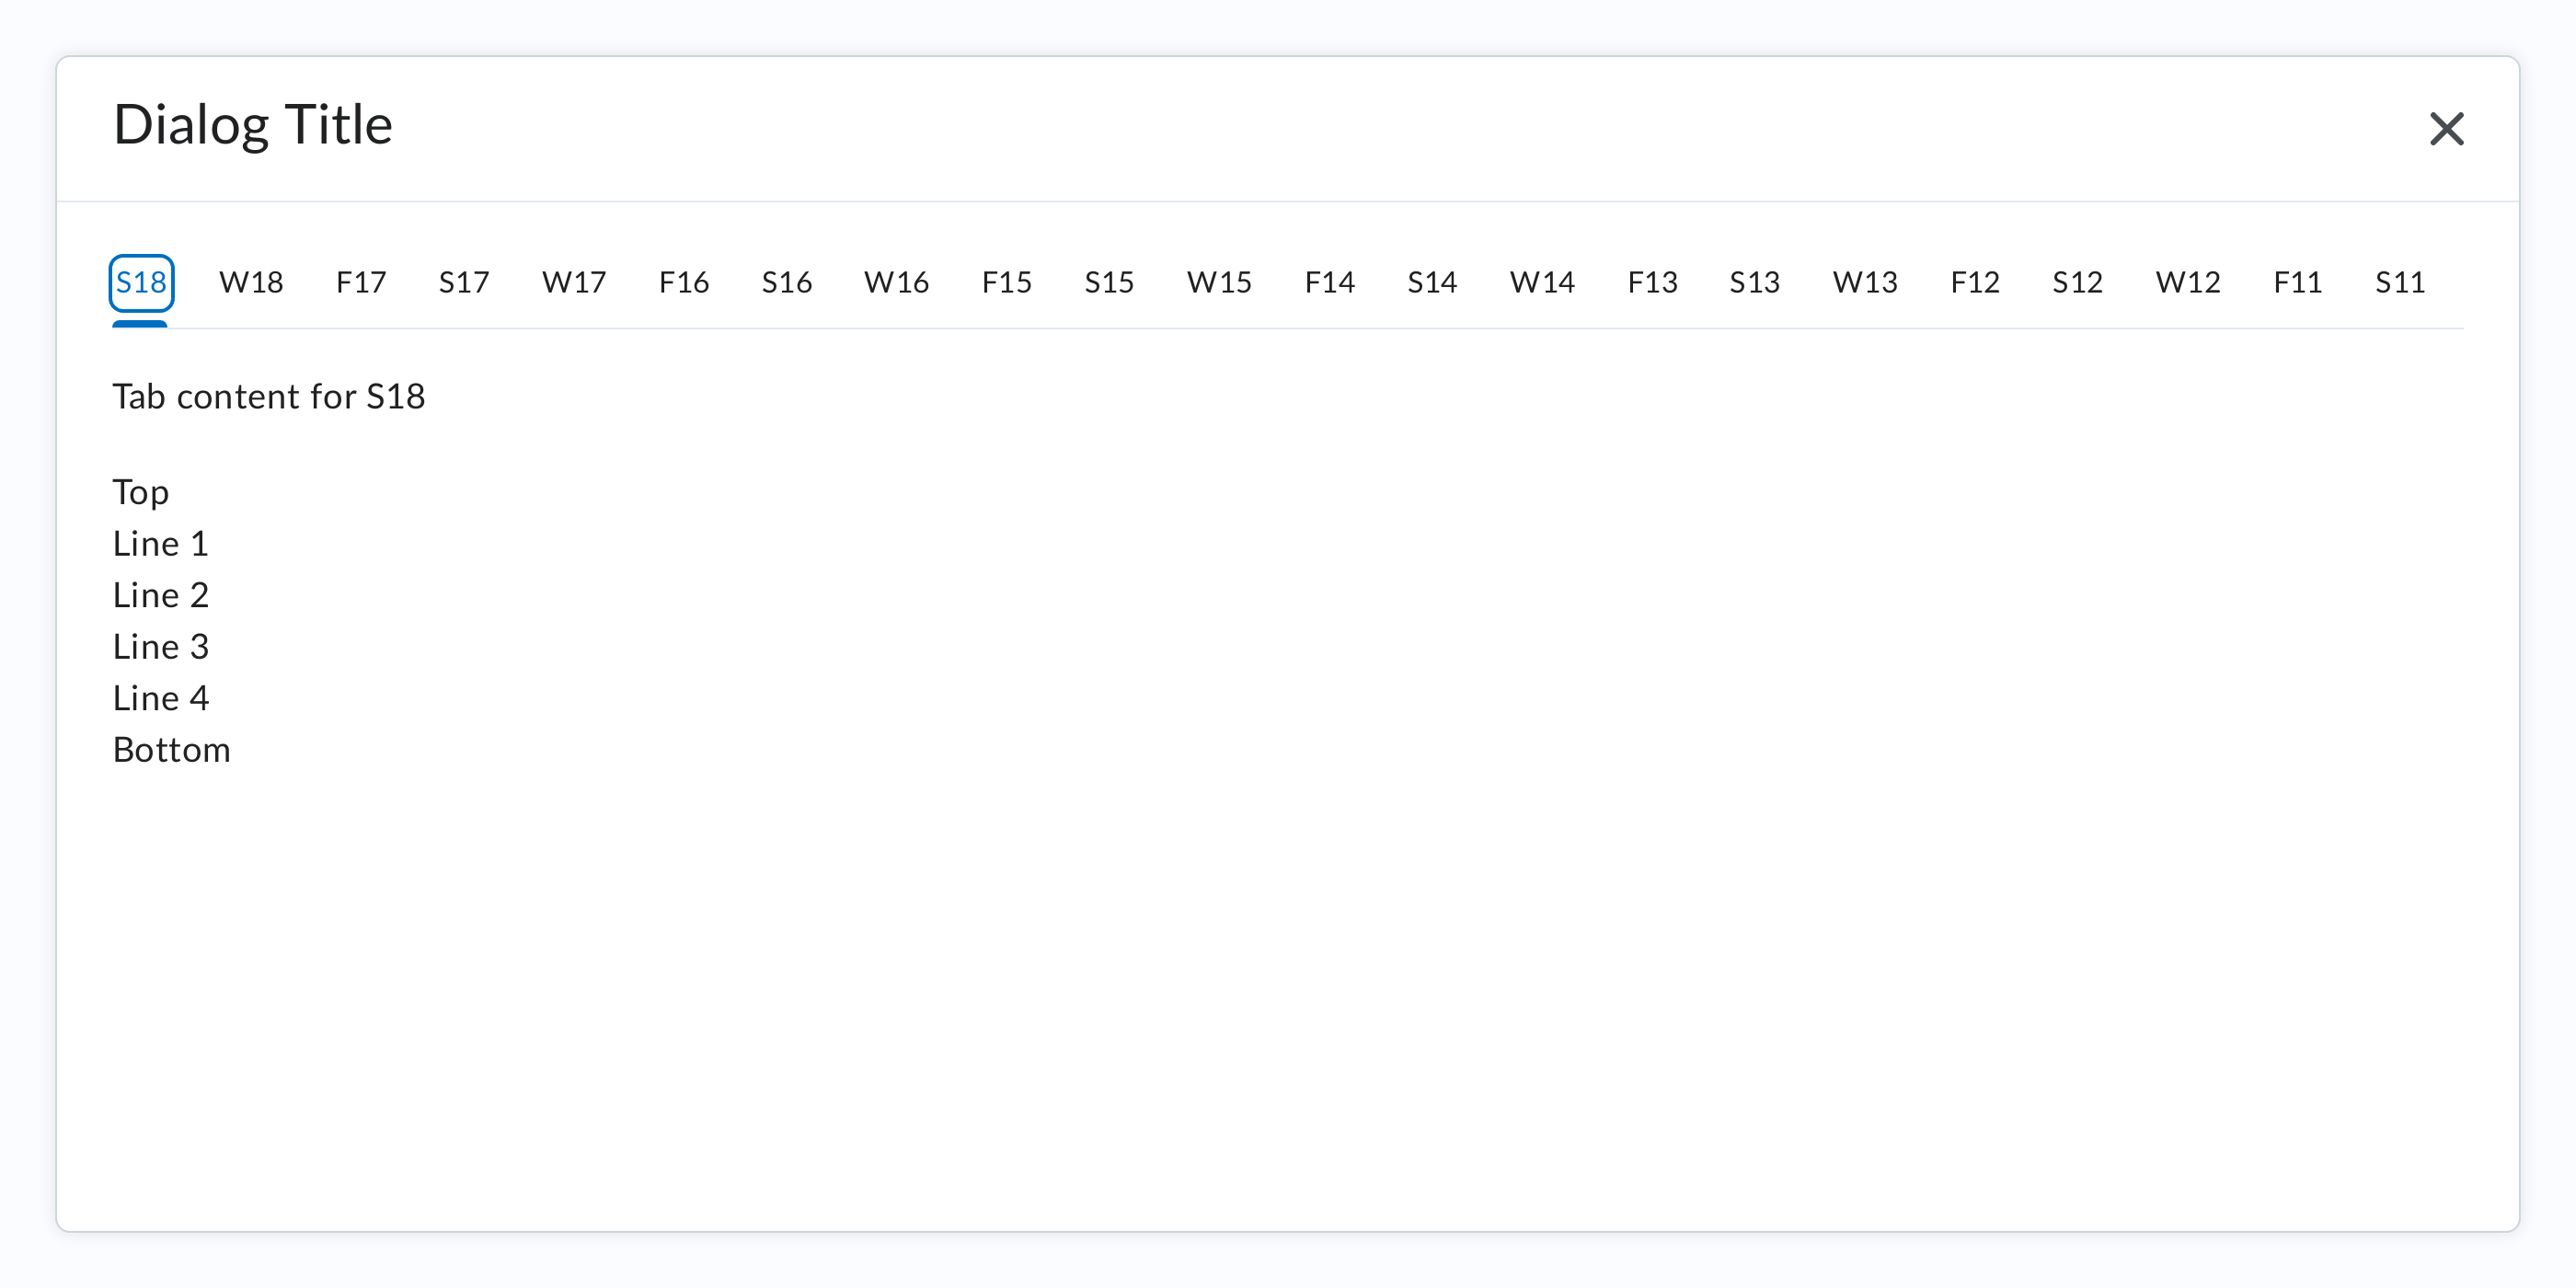 Dialog Title
S18 W18 F17 S17 W17 F16 S16 W16 F15 S15 W15 F14 S14 W14 F13 S13 W13 F12 S12 W12 F11 S11
Tab content for S18
Top
Line 1
Line 2
Line 3
Line 4
Bottom